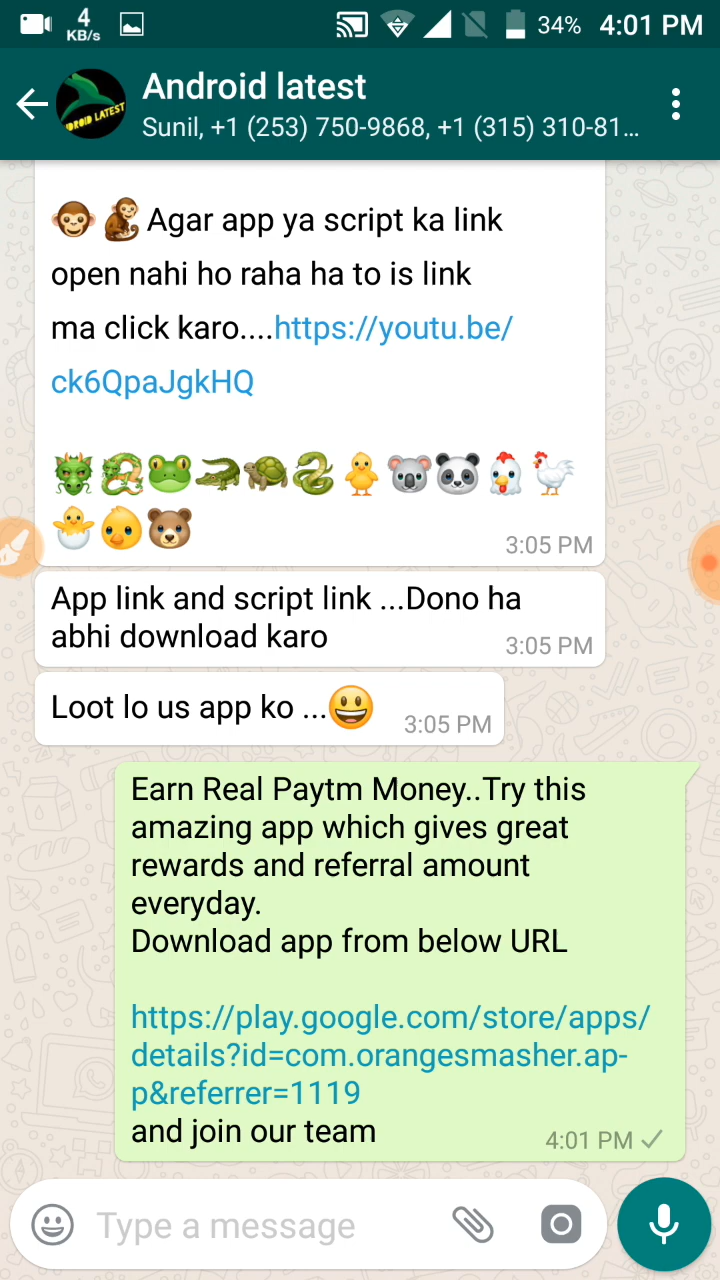 4
KB/s
34% 4:01 PM
Android latest
DROID LATEST
Sunil, +1 (253) 750-9868, +1 (315) 310-81...
🐵🐒Agar app ya script ka link
open nahi ho raha ha to is link
ma click karo....https://youtu.be/
ck6QpaJgkHQ
🐲🐉🐸🐊🐢🐍🐥🐨🐼🐔🐓
🐣🐤🐻
3:05 PM
App link and script link ...Dono ha
abhi download karo
3:05 PM
Loot lo us app ko ...😃
3:05 PM
Earn Real Paytm Money..Try this
amazing app which gives great
rewards and referral amount
everyday.
Download app from below URL
https://play.google.com/store/apps/
details?id=com.orangesmasher.ap-
p&referrer=1119
and join our team
4:01 PM
Type a message